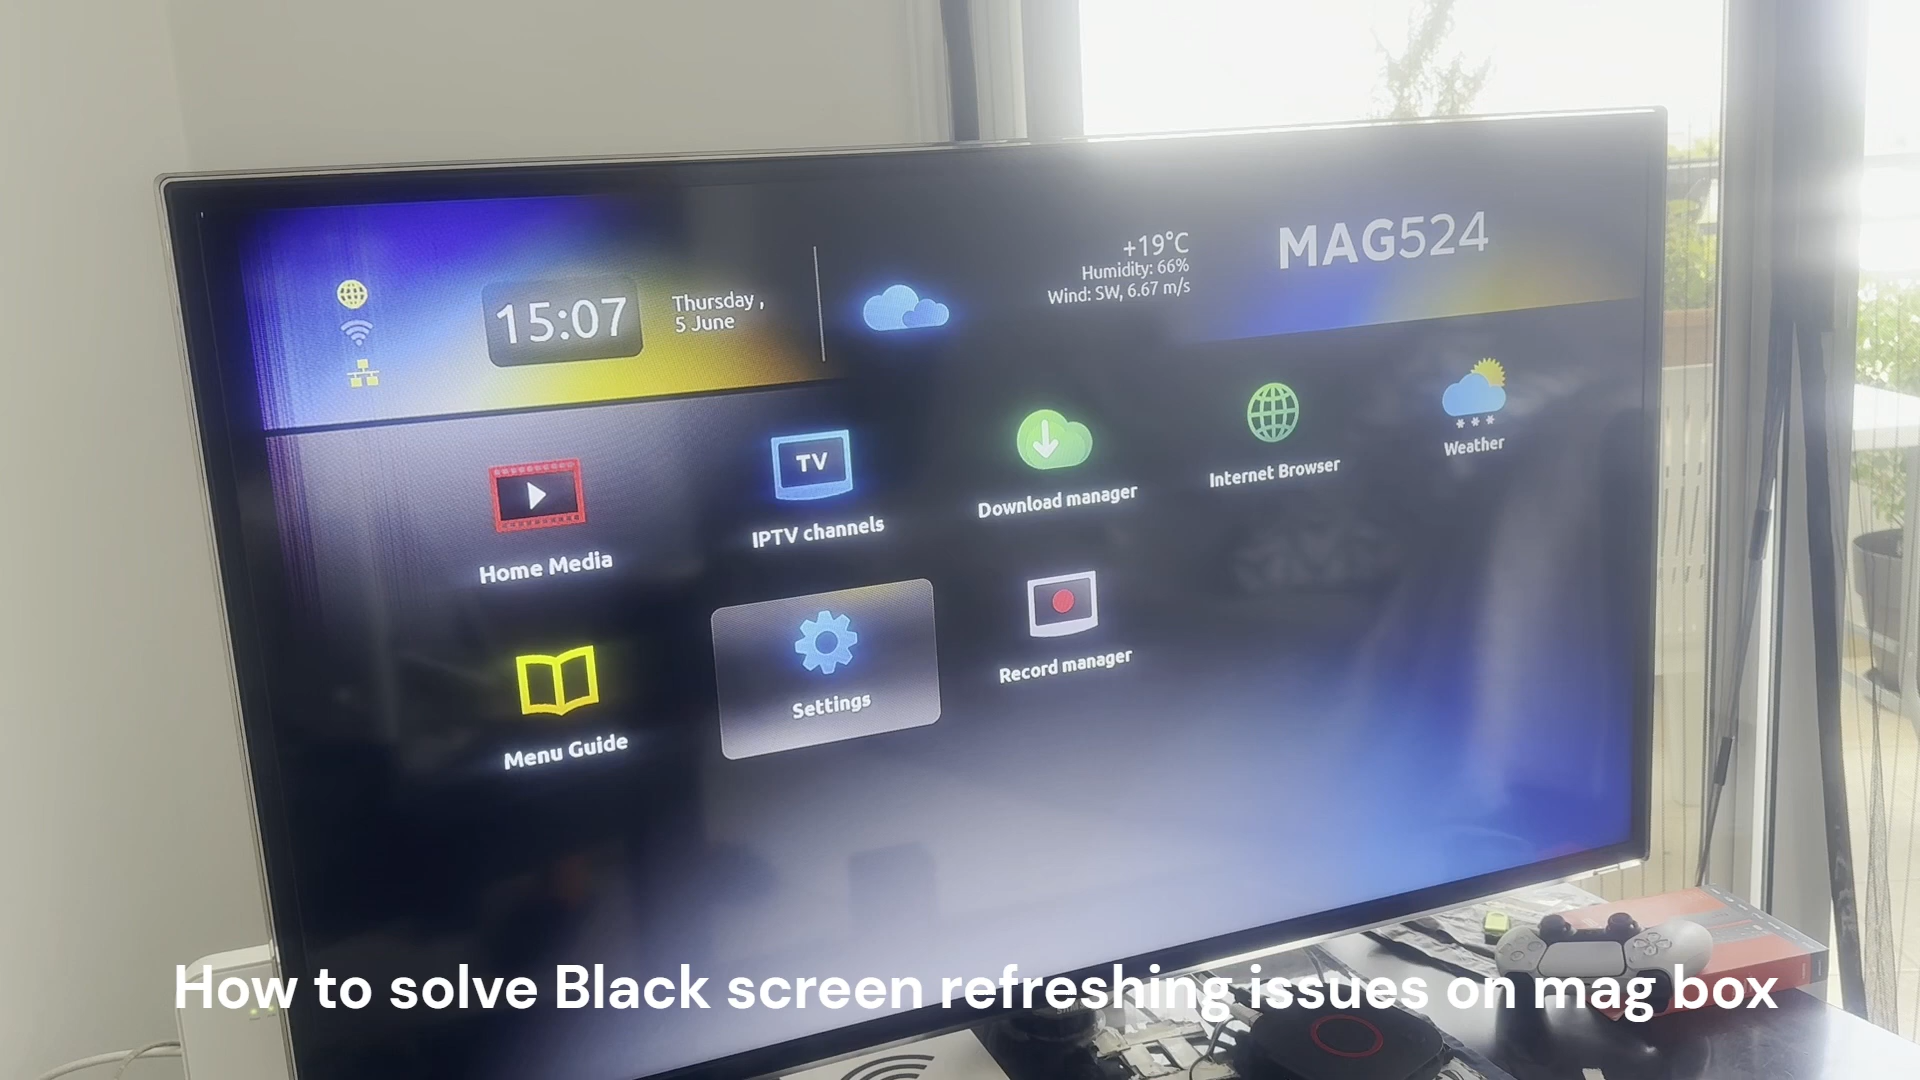 15:07
Thursday ,
5 June
+19°C
Humidity: 66%
Wind: SW, 6.67 m/s
MAG524
Home Media
TV
IPTV channels
Download manager
Internet Browser
Weather
Menu Guide
Settings
Record manager
How to solve Black screen refreshing issues on mag box